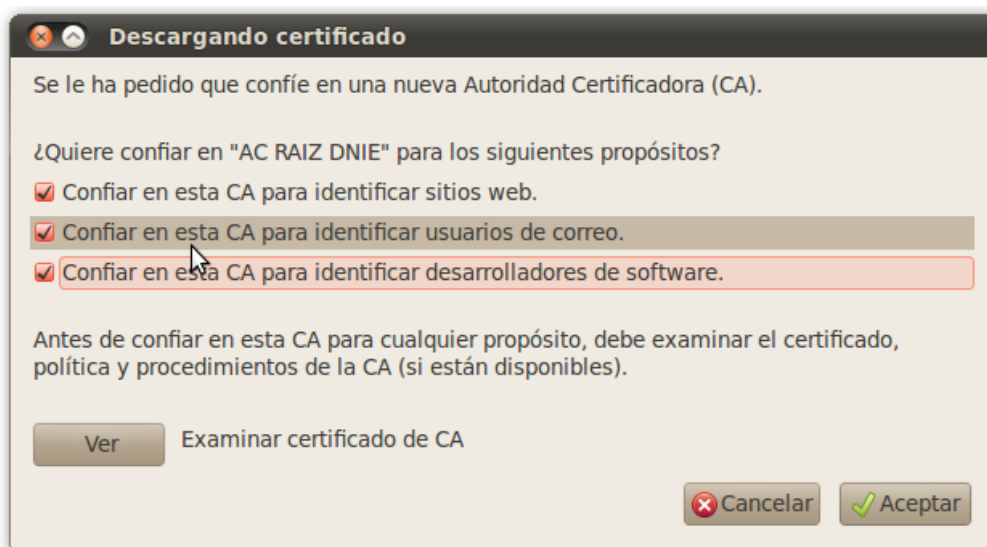 Descargando certificado
Se le ha pedido que confíe en una nueva Autoridad Certificadora (CA).
¿Quiere confiar en "AC RAIZ DNIE" para los siguientes propósitos?
Confiar en esta CA para identificar sitios web.
Confiar en esta CA para identificar usuarios de correo.
Confiar en esta CA para identificar desarrolladores de software.
Antes de confiar en esta CA para cualquier propósito, debe examinar el certificado,
política y procedimientos de la CA (si están disponibles).
Ver Examinar certificado de CA
Cancelar Aceptar